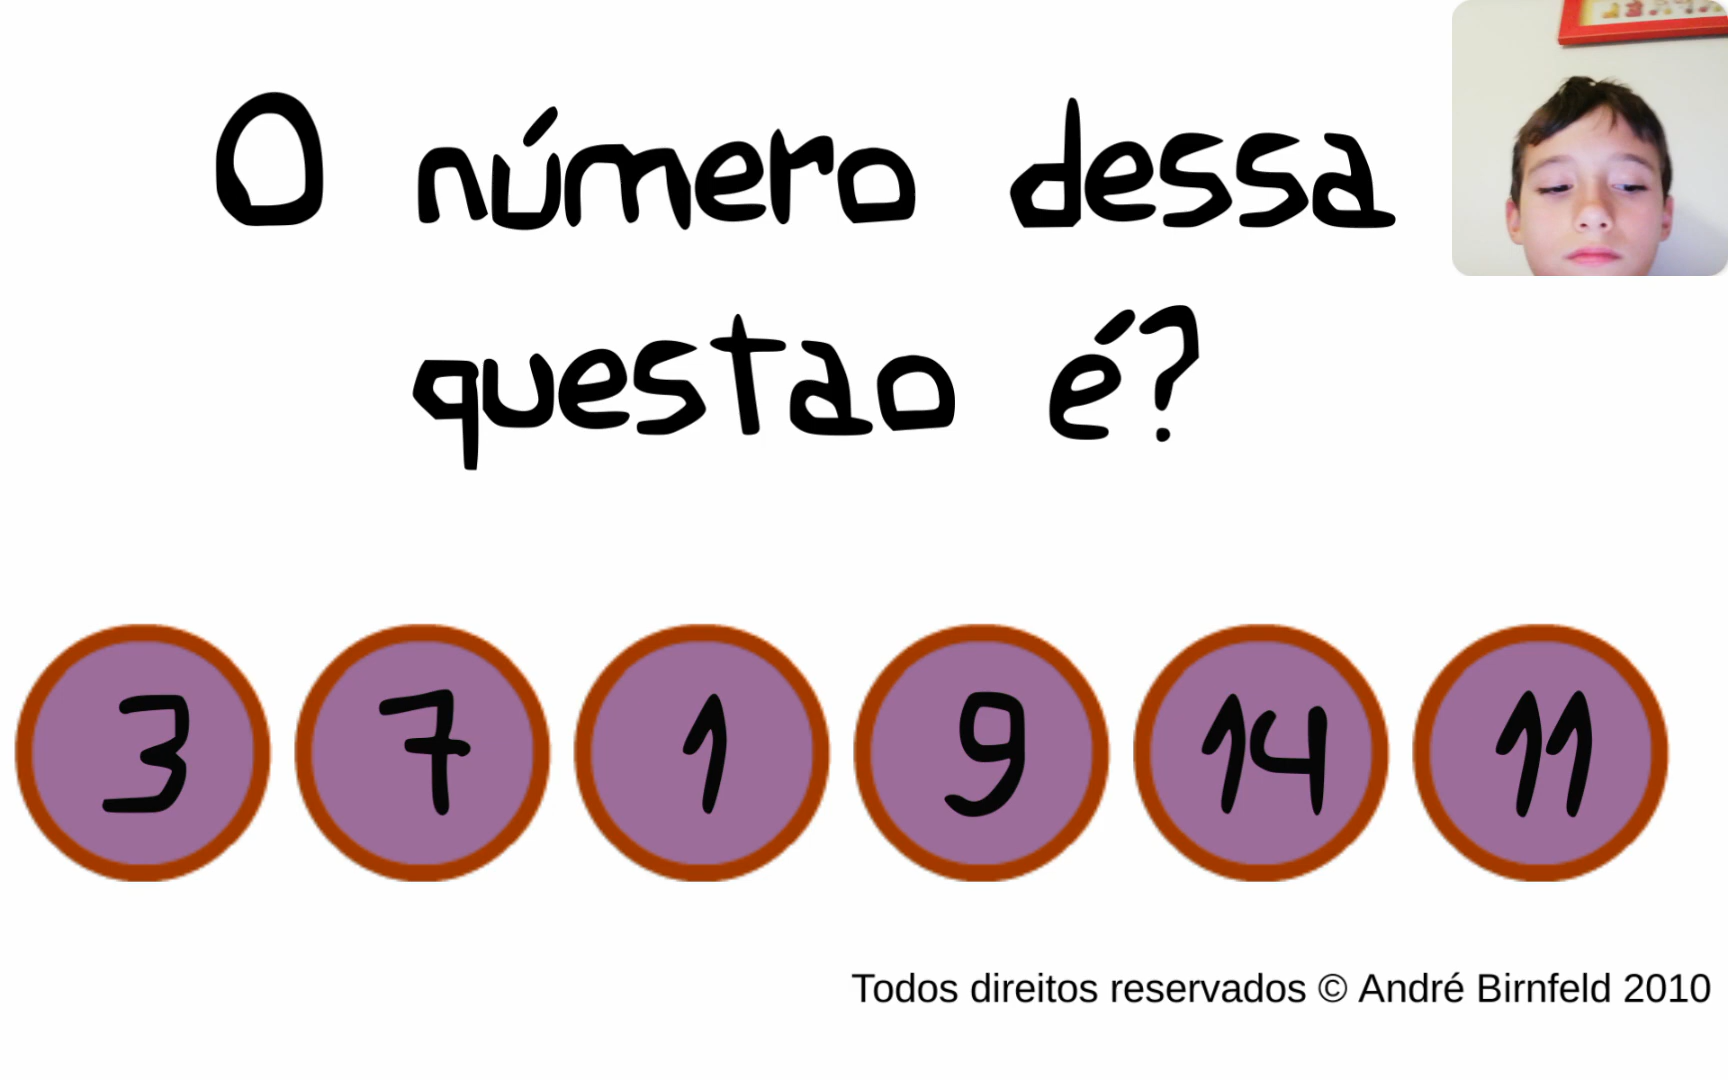 O número dessa
questao é?
3 7 1 9 14 11
Todos direitos reservados © André Birnfeld 2010